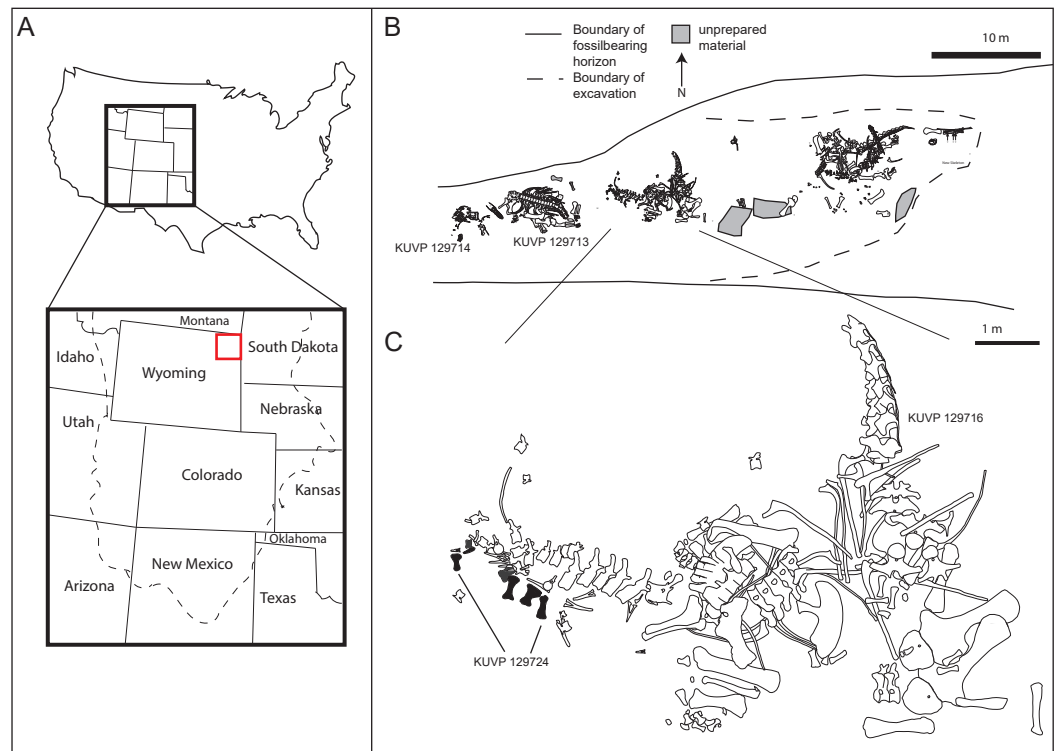 A
Montana
Idaho
South Dakota
Wyoming
Utah
Nebraska
Colorado
Kansas
Oklahoma
New Mexico
Arizona
Texas
B
Boundary of
fossilbearing
horizon
Boundary of
excavation
unprepared
material
N
10 m
KUVP 129714
KUVP 129713
C
1 m
KUVP 129716
KUVP 129724